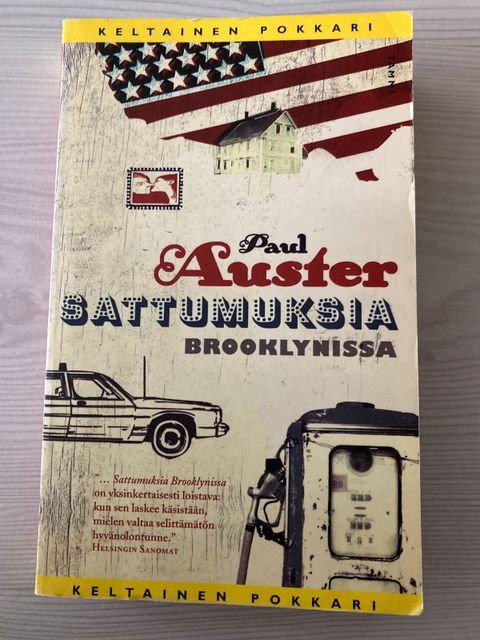 KELTAINEN POKKARI
TAMMI
Paul
Auster
SATTUMUKSIA
BROOKLYNISSA
"... Sattumuksia Brooklynissa
on yksinkertaisesti loistava:
kun sen laskee käsistään,
mielen valtaa selittämätön
hyvänolontunne."
HELSINGIN SANOMAT
KELTAINEN POKKARI